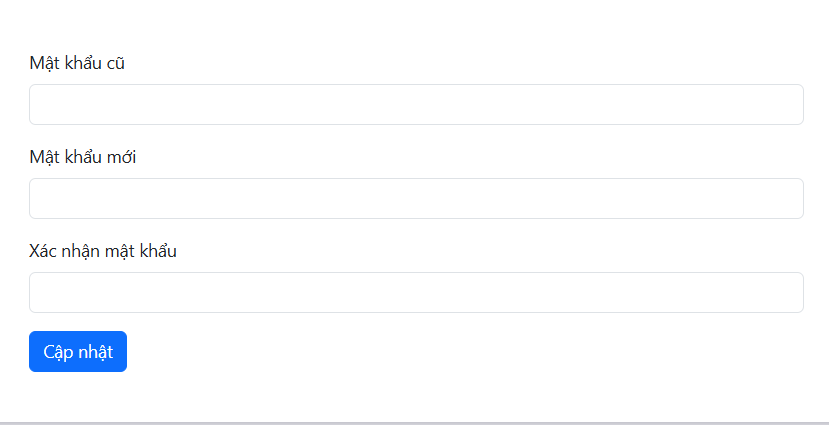 Mật khẩu cũ
Mật khẩu mới
Xác nhận mật khẩu
Cập nhật